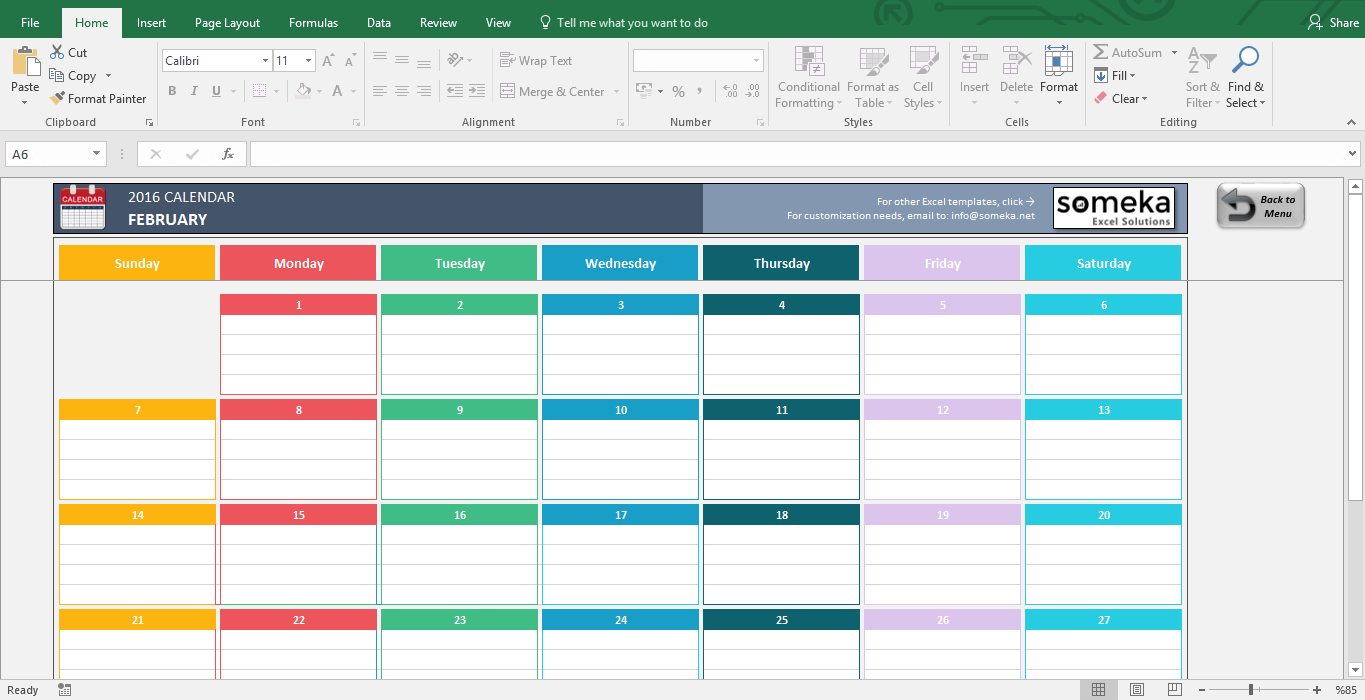 File Home Insert Page Layout Formulas Data Review View Tell me what you want to do Share
Paste
Cut
Copy
Format Painter
Clipboard
Calibri 11 A A
B I U A
Font
Wrap Text
Merge & Center
Alignment
%
Number
Conditional Formatting
Format as Table
Cell Styles
Styles
Insert Delete Format
Cells
AutoSum
Fill
Clear
Sort & Filter
Find & Select
Editing
A6 fx
CALENDAR
2016 CALENDAR
FEBRUARY
For other Excel templates, click →
For customization needs, email to: info@someka.net
someka
Excel Solutions
Back to
Menu
Sunday Monday Tuesday Wednesday Thursday Friday Saturday
1 2 3 4 5 6
7 8 9 10 11 12 13
14 15 16 17 18 19 20
21 22 23 24 25 26 27
Ready %85